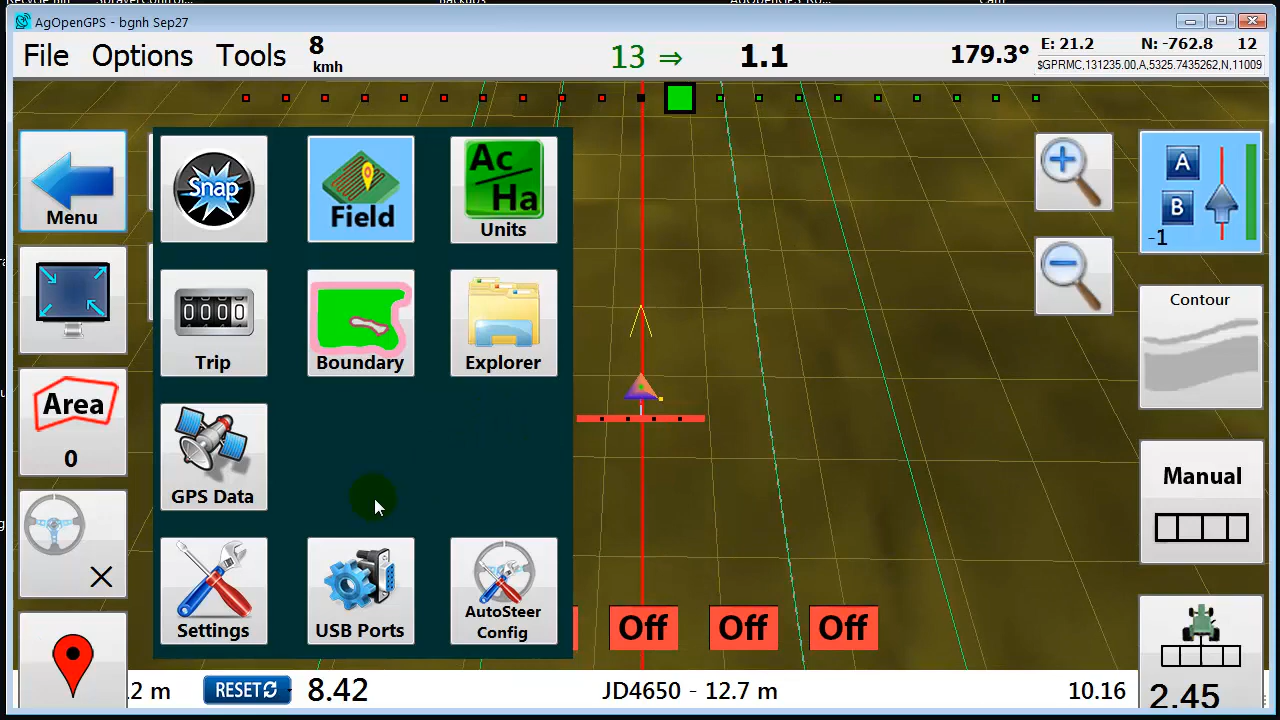 AgOpenGPS - bgnh Sep27
File Options Tools
8
kmh
13 ⇒
1.1
179.3°
E: 21.2 N: -762.8 12
$GPRMC,131235.00,A,5325.7435262,N,11009
Menu
Snap
Field
Ac/Ha
Units
A
B
-1
Trip
Boundary
Explorer
Contour
Area
0
GPS Data
Manual
Settings
USB Ports
AutoSteer
Config
Off
Off
Off
2 m
RESET
8.42
JD4650 - 12.7 m
10.16
2.45